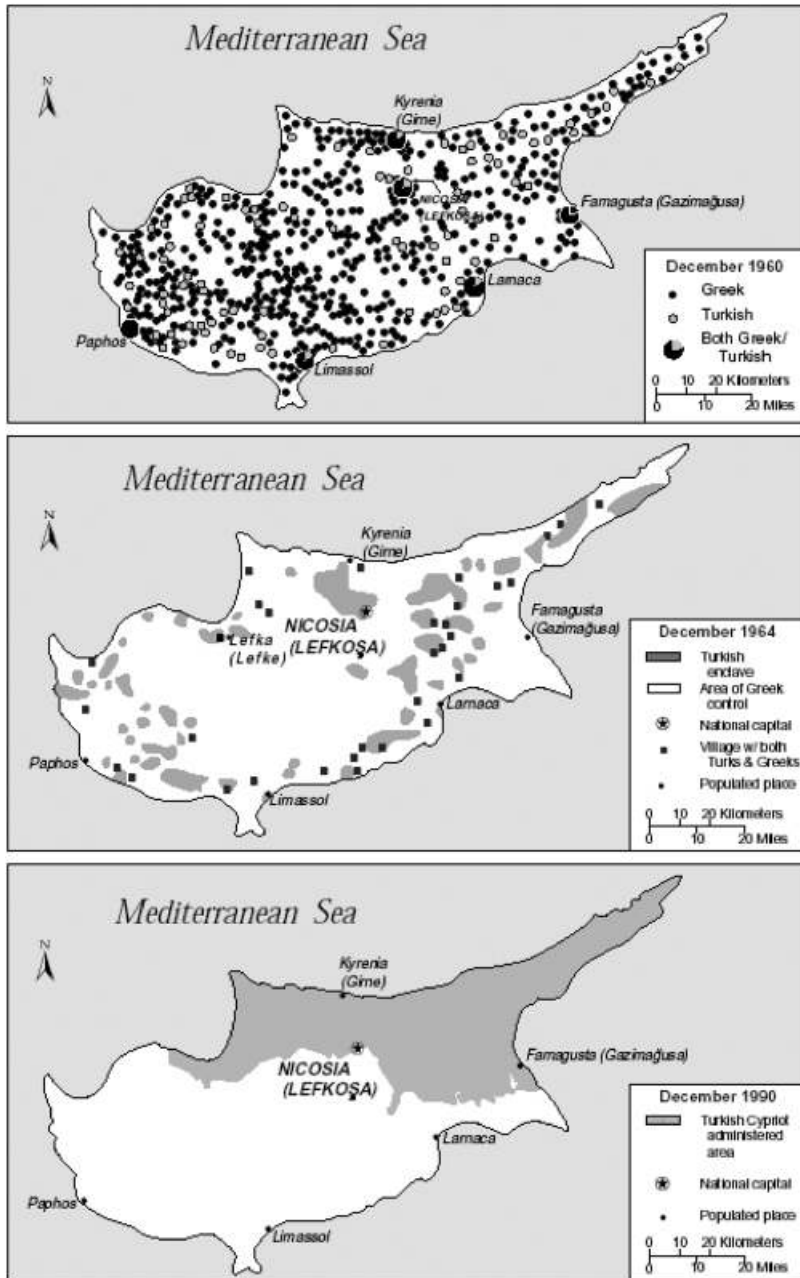 Mediterranean Sea
N
Kyrenia
(Girne)
NICOSIA
(LEFKOŞA)
Famagusta (Gazimağusa)
Larnaca
Paphos
Limassol
December 1960
Greek
Turkish
Both Greek/
Turkish
0 10 20 Kilometers
0 10 20 Miles
Mediterranean Sea
N
Kyrenia
(Girne)
NICOSIA
(LEFKOŞA)
Lefka
(Lefke)
Famagusta
(Gazimağusa)
Larnaca
Paphos
Limassol
December 1964
Turkish
enclave
Area of Greek
control
National capital
Village w/ both
Turks & Greeks
Populated place
0 10 20 Kilometers
0 10 20 Miles
Mediterranean Sea
N
Kyrenia
(Girne)
NICOSIA
(LEFKOŞA)
Famagusta (Gazimağusa)
Larnaca
Paphos
Limassol
December 1990
Turkish Cypriot
administered
area
National capital
Populated place
0 10 20 Kilometers
0 10 20 Miles